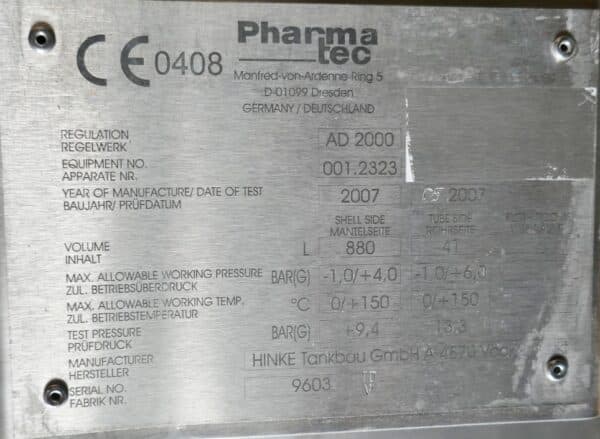 CE 0408
Pharma
tec
Manfred-von-Ardenne-Ring 5
D-01099 Dresden
GERMANY / DEUTSCHLAND
REGULATION
REGELWERK
AD 2000
EQUIPMENT NO.
APPARATE NR.
001.2323
YEAR OF MANUFACTURE/ DATE OF TEST
BAUJAHR/ PRÜFDATUM
2007
05 2007
SHELL SIDE
MANTELSEITE
TUBE SIDE
ROHRSEITE
VOLUME
INHALT
L
880
41
MAX. ALLOWABLE WORKING PRESSURE
ZUL. BETRIEBSÜBERDRUCK
BAR(G)
-1,0/+4,0
-1,0/+6,0
MAX. ALLOWABLE WORKING TEMP.
ZUL. BETRIEBSTEMPERATUR
°C
0/+150
0/+150
TEST PRESSURE
PRÜFDRUCK
BAR(G)
+9,4
13,3
MANUFACTURER
HERSTELLER
HINKE Tankbau GmbH A-4870
SERIAL NO.
FABRIK NR.
9603